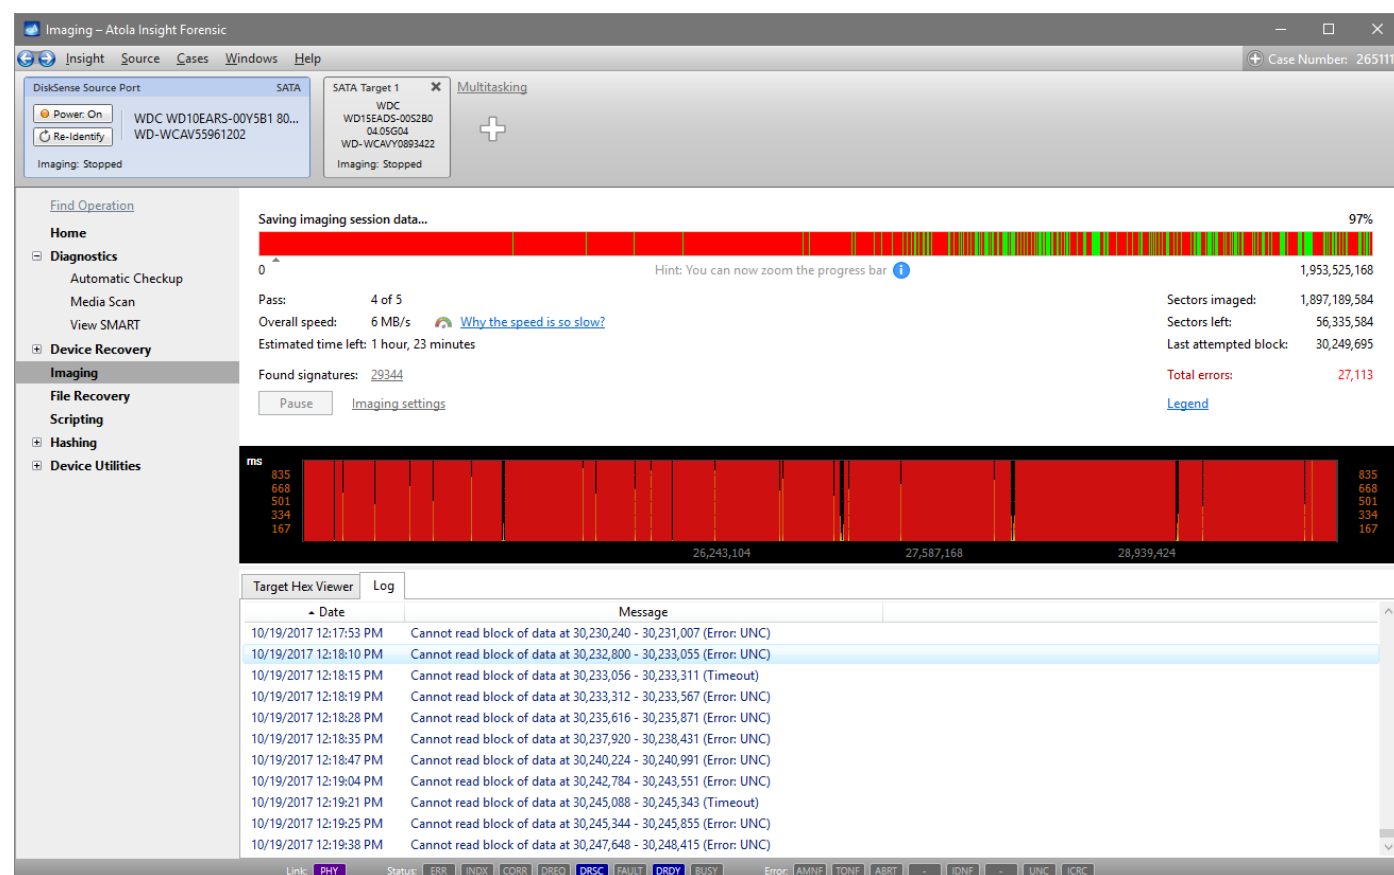 Imaging – Atola Insight Forensic
Insight Source Cases Windows Help
Case Number: 265111
DiskSense Source Port SATA
Power: On
Re-Identify
WDC WD10EARS-00Y5B1 80...
WD-WCAV55961202
Imaging: Stopped
SATA Target 1
WDC
WD15EADS-00S2B0
04.05G04
WD-WCAVY0893422
Imaging: Stopped
Multitasking
Find Operation
Home
Diagnostics
Automatic Checkup
Media Scan
View SMART
Device Recovery
Imaging
File Recovery
Scripting
Hashing
Device Utilities
Saving imaging session data... 97%
0 Hint: You can now zoom the progress bar 1,953,525,168
Pass: 4 of 5
Overall speed: 6 MB/s Why the speed is so slow?
Estimated time left: 1 hour, 23 minutes
Found signatures: 29344
Pause Imaging settings
Sectors imaged: 1,897,189,584
Sectors left: 56,335,584
Last attempted block: 30,249,695
Total errors: 27,113
Legend
ms
835 835
668 668
501 501
334 334
167 167
26,243,104 27,587,168 28,939,424
Target Hex Viewer Log
Date Message
10/19/2017 12:17:53 PM Cannot read block of data at 30,230,240 - 30,231,007 (Error: UNC)
10/19/2017 12:18:10 PM Cannot read block of data at 30,232,800 - 30,233,055 (Error: UNC)
10/19/2017 12:18:15 PM Cannot read block of data at 30,233,056 - 30,233,311 (Timeout)
10/19/2017 12:18:19 PM Cannot read block of data at 30,233,312 - 30,233,567 (Error: UNC)
10/19/2017 12:18:28 PM Cannot read block of data at 30,235,616 - 30,235,871 (Error: UNC)
10/19/2017 12:18:35 PM Cannot read block of data at 30,237,920 - 30,238,431 (Error: UNC)
10/19/2017 12:18:47 PM Cannot read block of data at 30,240,224 - 30,240,991 (Error: UNC)
10/19/2017 12:19:04 PM Cannot read block of data at 30,242,784 - 30,243,551 (Error: UNC)
10/19/2017 12:19:21 PM Cannot read block of data at 30,245,088 - 30,245,343 (Timeout)
10/19/2017 12:19:25 PM Cannot read block of data at 30,245,344 - 30,245,855 (Error: UNC)
10/19/2017 12:19:38 PM Cannot read block of data at 30,247,648 - 30,248,415 (Error: UNC)
Link: PHY Status: ERR INDX CORR DREQ DRSC FAULT DRDY BUSY Error: AMNF TONF ABRT - IDNF - UNC ICRC